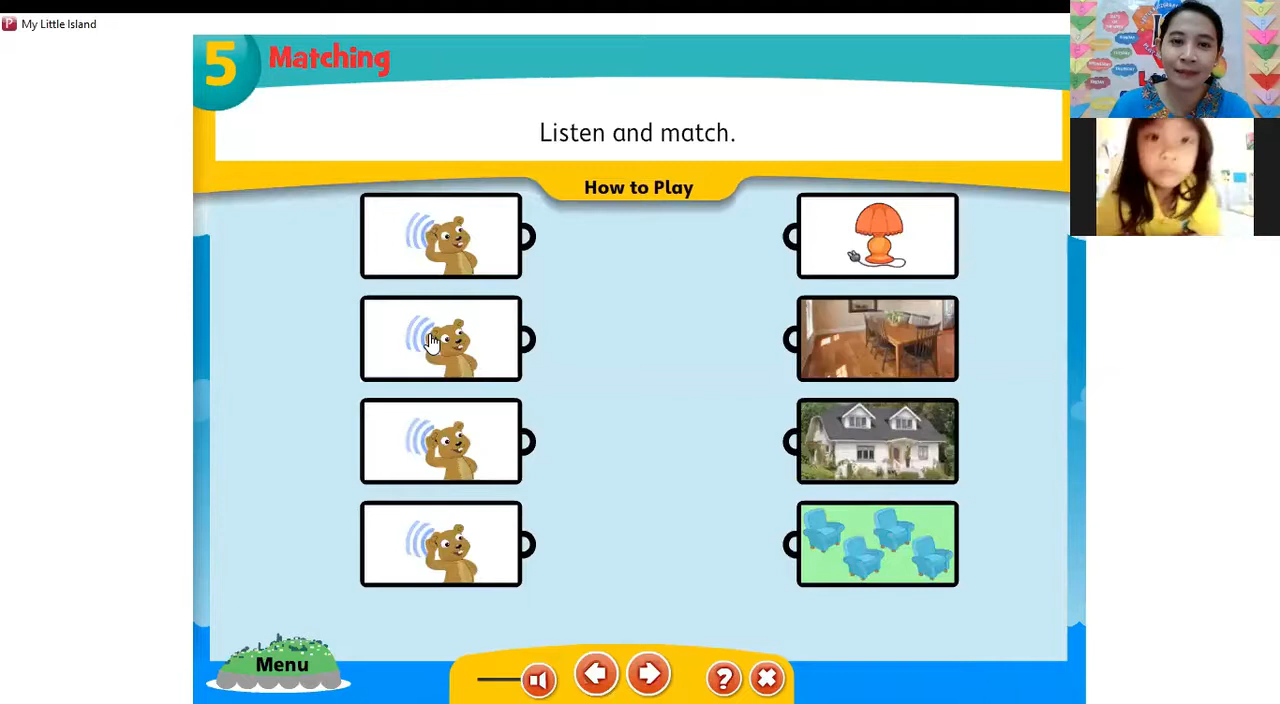 My Little Island
5 Matching
Listen and match.
How to Play
Menu
?